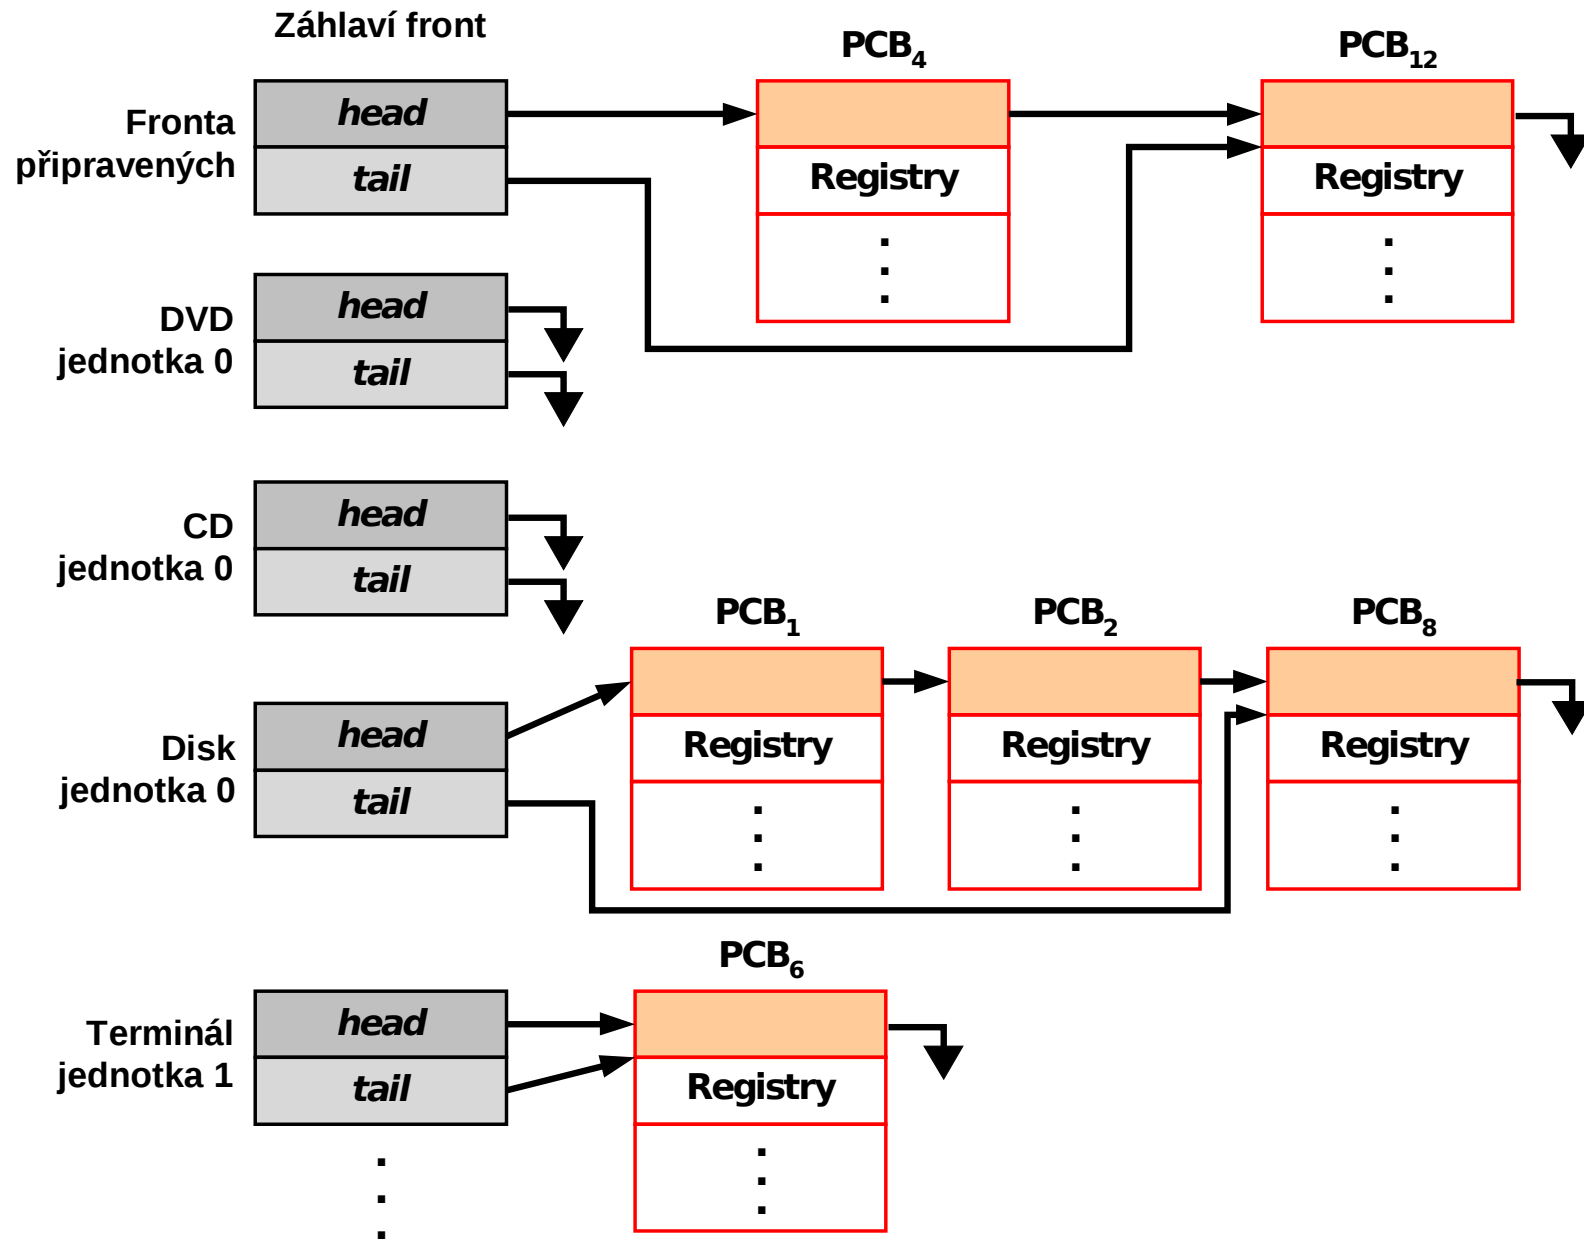 Záhlaví front
PCB4
PCB12
Fronta
připravených
head
tail
Registry
Registry
DVD
jednotka 0
head
tail
CD
jednotka 0
head
tail
PCB1
PCB2
PCB8
Disk
jednotka 0
head
tail
Registry
Registry
Registry
PCB6
Terminál
jednotka 1
head
tail
Registry